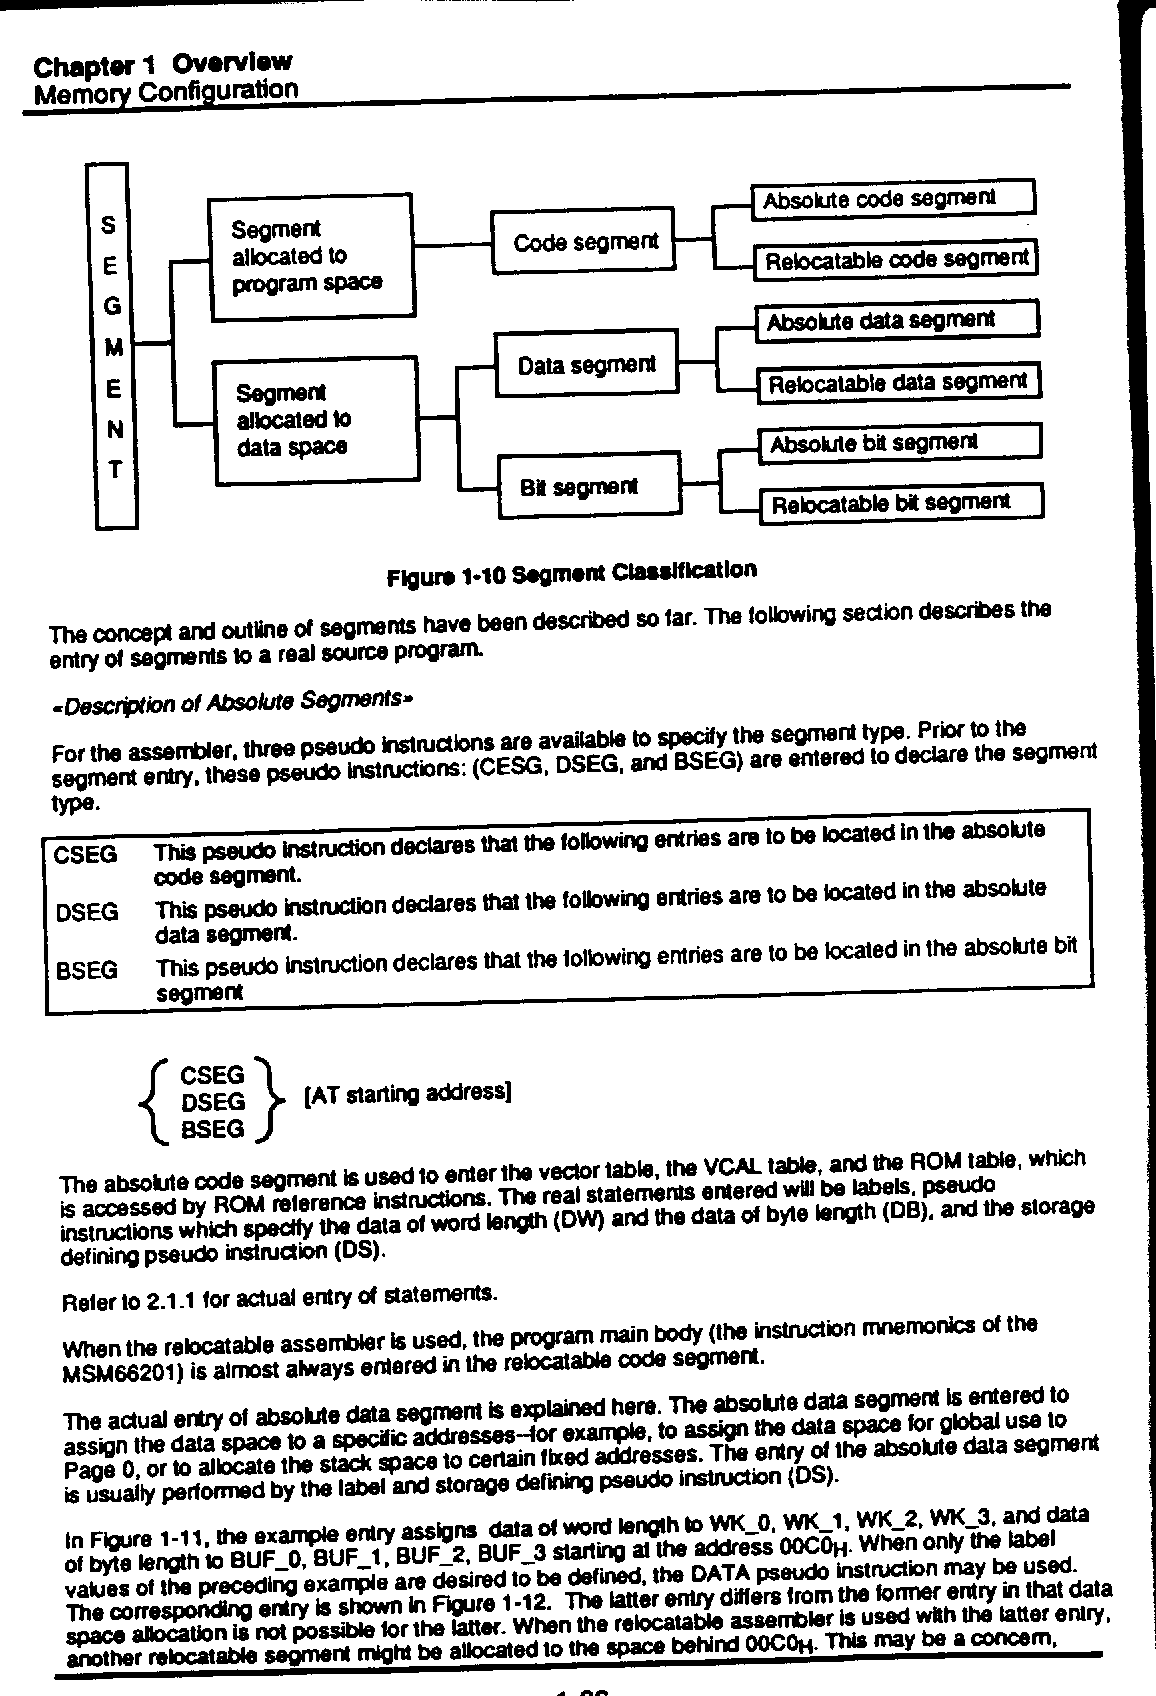 Chapter 1 Overview
Memory Configuration
S
E
G
M
E
N
T
Segment
allocated to
program space
Code segment
Absolute code segment
Relocatable code segment
Segment
allocated to
data space
Data segment
Absolute data segment
Relocatable data segment
Bit segment
Absolute bit segment
Relocatable bit segment
Figure 1-10 Segment Classification
The concept and outline of segments have been described so far. The following section describes the
entry of segments to a real source program.
«Description of Absolute Segments»
For the assembler, three pseudo instructions are available to specify the segment type. Prior to the
segment entry, these pseudo instructions: (CESG, DSEG, and BSEG) are entered to declare the segment
type.
CSEG This pseudo instruction declares that the following entries are to be located in the absolute
code segment.
DSEG This pseudo instruction declares that the following entries are to be located in the absolute
data segment.
BSEG This pseudo instruction declares that the following entries are to be located in the absolute bit
segment
CSEG
DSEG [AT starting address]
BSEG
The absolute code segment is used to enter the vector table, the VCAL table, and the ROM table, which
is accessed by ROM reference instructions. The real statements entered will be labels, pseudo
instructions which specify the data of word length (DW) and the data of byte length (DB), and the storage
defining pseudo instruction (DS).
Refer to 2.1.1 for actual entry of statements.
When the relocatable assembler is used, the program main body (the instruction mnemonics of the
MSM66201) is almost always entered in the relocatable code segment.
The actual entry of absolute data segment is explained here. The absolute data segment is entered to
assign the data space to a specific addresses--for example, to assign the data space for global use to
Page 0, or to allocate the stack space to certain fixed addresses. The entry of the absolute data segment
is usually performed by the label and storage defining pseudo instruction (DS).
In Figure 1-11, the example entry assigns data of word length to WK_0, WK_1, WK_2, WK_3, and data
of byte length to BUF_0, BUF_1, BUF_2, BUF_3 starting at the address 00C0H. When only the label
values of the preceding example are desired to be defined, the DATA pseudo instruction may be used.
The corresponding entry is shown in Figure 1-12. The latter entry differs from the former entry in that data
space allocation is not possible for the latter. When the relocatable assembler is used with the latter entry,
another relocatable segment might be allocated to the space behind 00C0H. This may be a concern,